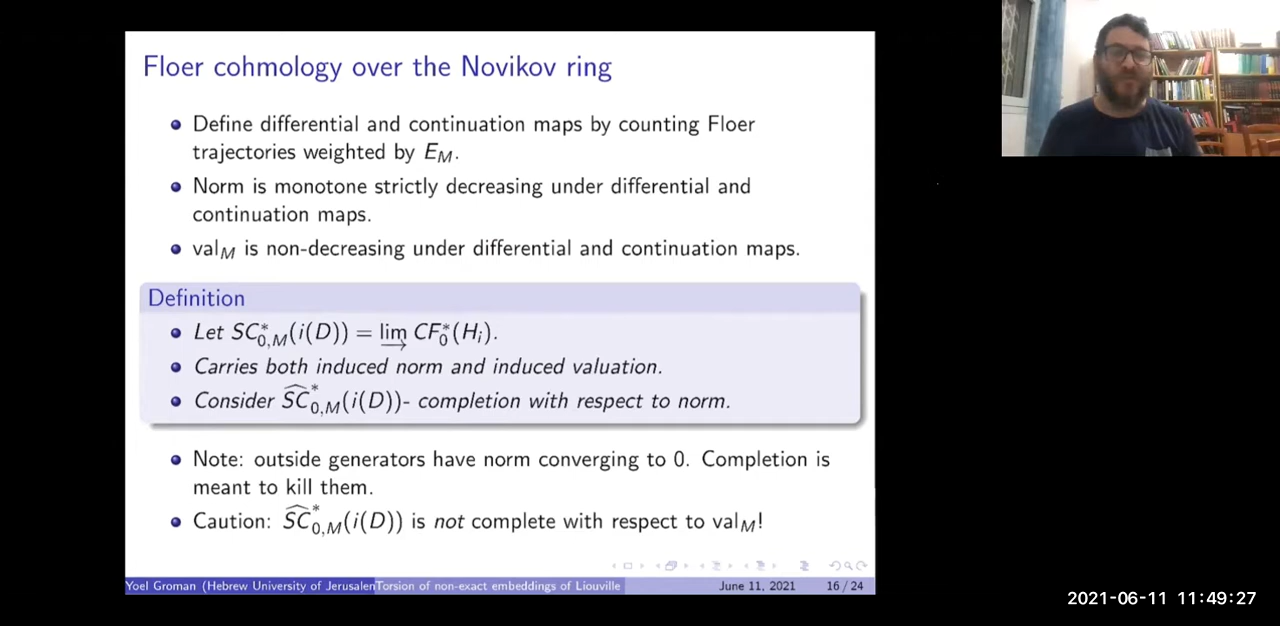 Floer cohmology over the Novikov ring
Define differential and continuation maps by counting Floer
trajectories weighted by E_M.
Norm is monotone strictly decreasing under differential and
continuation maps.
val_M is non-decreasing under differential and continuation maps.
Definition
Let SC^*_{0,M}(i(D)) = lim→ CF^*_0(H_i).
Carries both induced norm and induced valuation.
Consider \widehat{SC}^*_{0,M}(i(D))- completion with respect to norm.
Note: outside generators have norm converging to 0. Completion is
meant to kill them.
Caution: \widehat{SC}^*_{0,M}(i(D)) is not complete with respect to val_M!
Yoel Groman (Hebrew University of Jerusalen Torsion of non-exact embeddings of Liouville June 11, 2021 16 / 24
2021-06-11 11:49:27